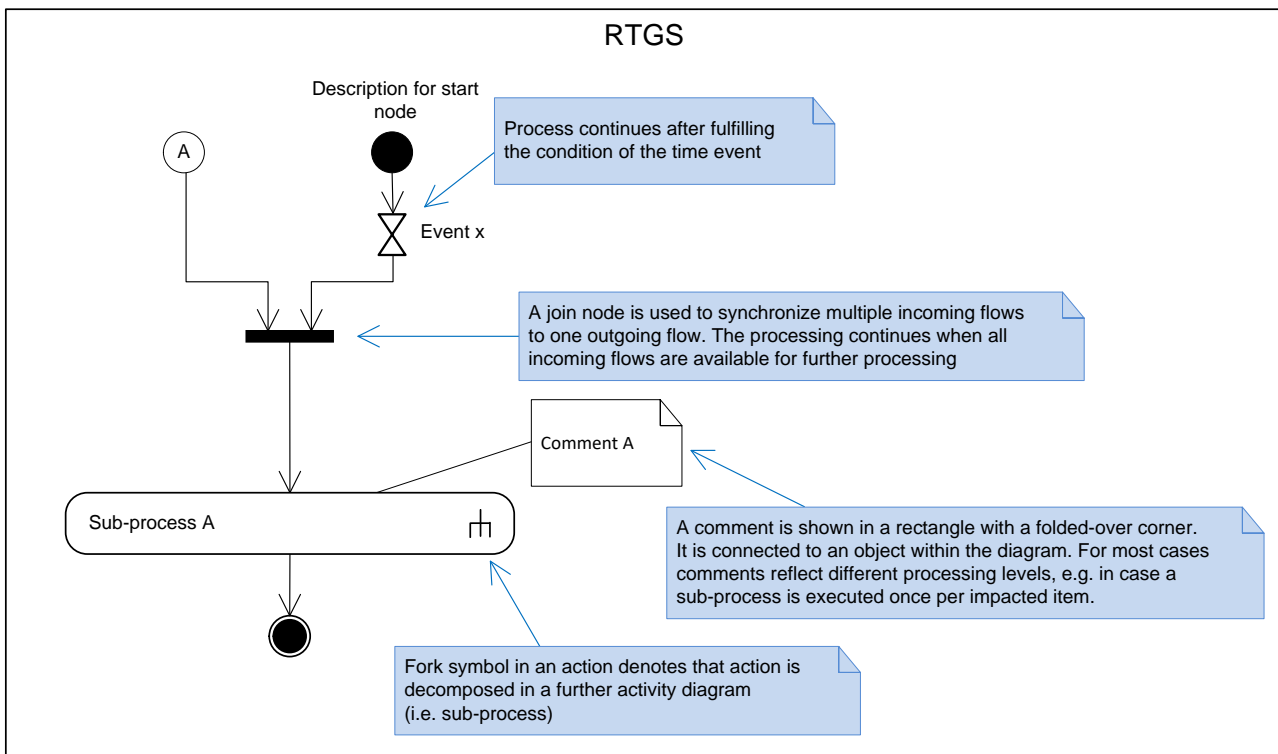 RTGS
Description for start
node
Process continues after fulfilling
the condition of the time event
A
Event x
A join node is used to synchronize multiple incoming flows
to one outgoing flow. The processing continues when all
incoming flows are available for further processing
Comment A
Sub-process A
A comment is shown in a rectangle with a folded-over corner.
It is connected to an object within the diagram. For most cases
comments reflect different processing levels, e.g. in case a
sub-process is executed once per impacted item.
Fork symbol in an action denotes that action is
decomposed in a further activity diagram
(i.e. sub-process)